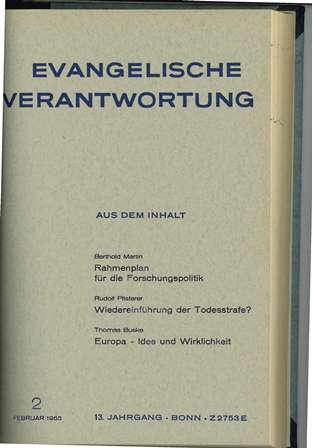 EVANGELISCHE
VERANTWORTUNG
AUS DEM INHALT
Berthold Martin
Rahmenplan
für die Forschungspolitik
Rudolf Pfisterer
Wiedereinführung der Todesstrafe?
Thomas Buske
Europa - Idee und Wirklichkeit
2
FEBRUAR 1965
13. JAHRGANG · BONN · Z 2753 E